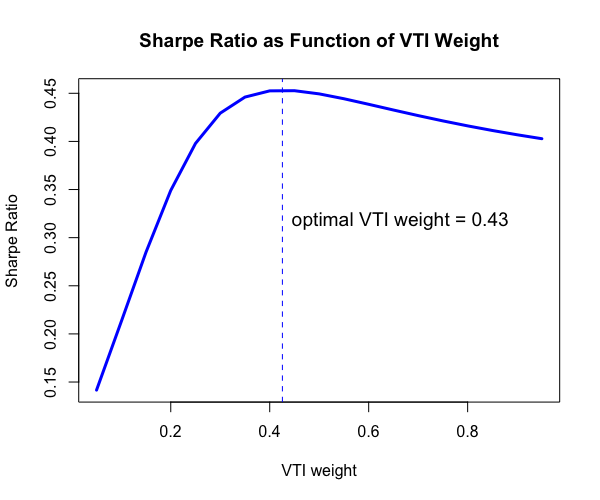 Sharpe Ratio as Function of VTI Weight
Sharpe Ratio
0.45
0.40
0.35
0.30
0.25
0.20
0.15
optimal VTI weight = 0.43
0.2 0.4 0.6 0.8
VTI weight